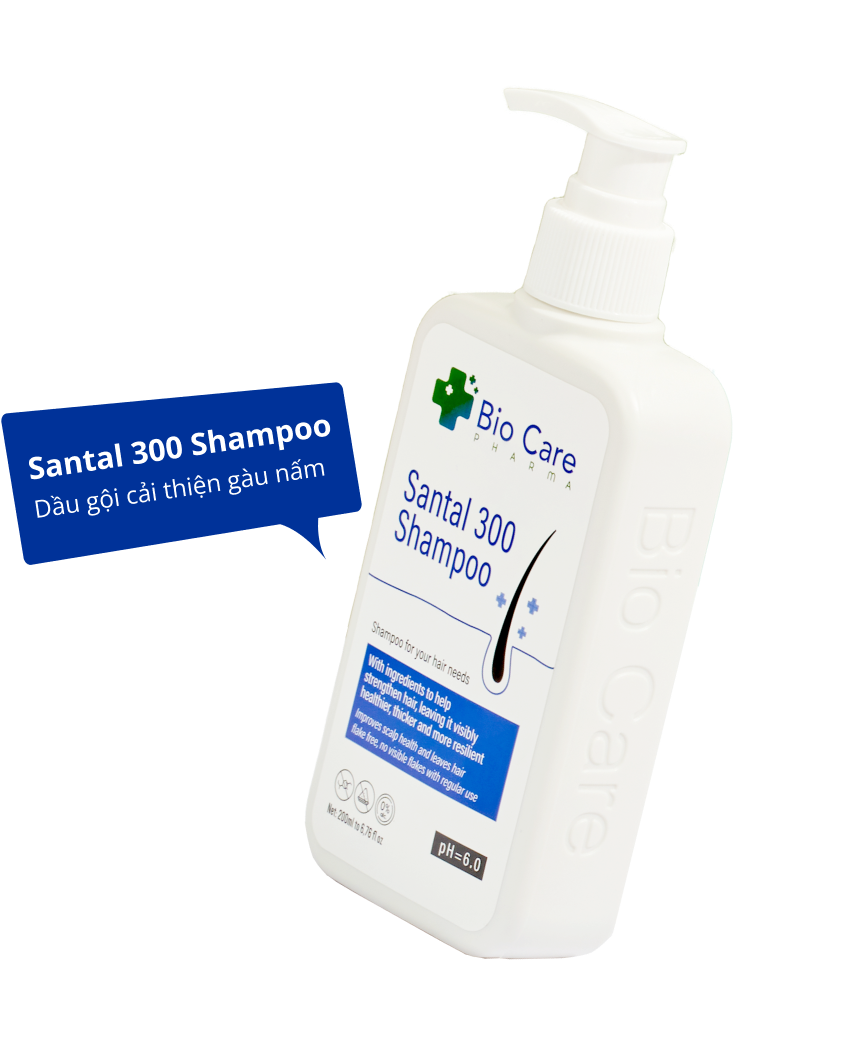 Santal 300 Shampoo
Dầu gội cải thiện gàu nấm
Bio Care
PHARMA
Santal 300
Shampoo
Shampoo for your hair needs
With ingredients to help
strengthen hair, leaving it visibly
healthier, thicker and more resilient
Improves scalp health and leaves hair
flake free, no visible flakes with regular use
0%
Net: 200ml to 6,76 fl oz
pH=6.0
Bio Care